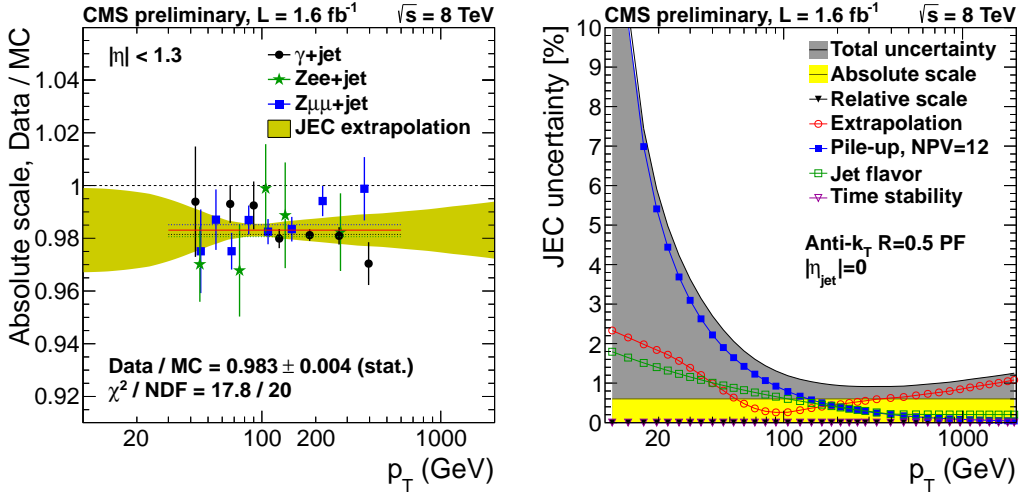 CMS preliminary, L = 1.6 fb⁻¹ √s = 8 TeV
Absolute scale, Data / MC
|η| < 1.3
γ+jet
Zee+jet
Zμμ+jet
JEC extrapolation
1.04
1.02
1
0.98
0.96
0.94
0.92
Data / MC = 0.983 ± 0.004 (stat.)
χ² / NDF = 17.8 / 20
20 100 200 1000
p_T (GeV)
CMS preliminary, L = 1.6 fb⁻¹ √s = 8 TeV
JEC uncertainty [%]
10
9
8
7
6
5
4
3
2
1
0
Total uncertainty
Absolute scale
Relative scale
Extrapolation
Pile-up, NPV=12
Jet flavor
Time stability
Anti-k_T R=0.5 PF
|η_jet|=0
20 100 200 1000
p_T (GeV)